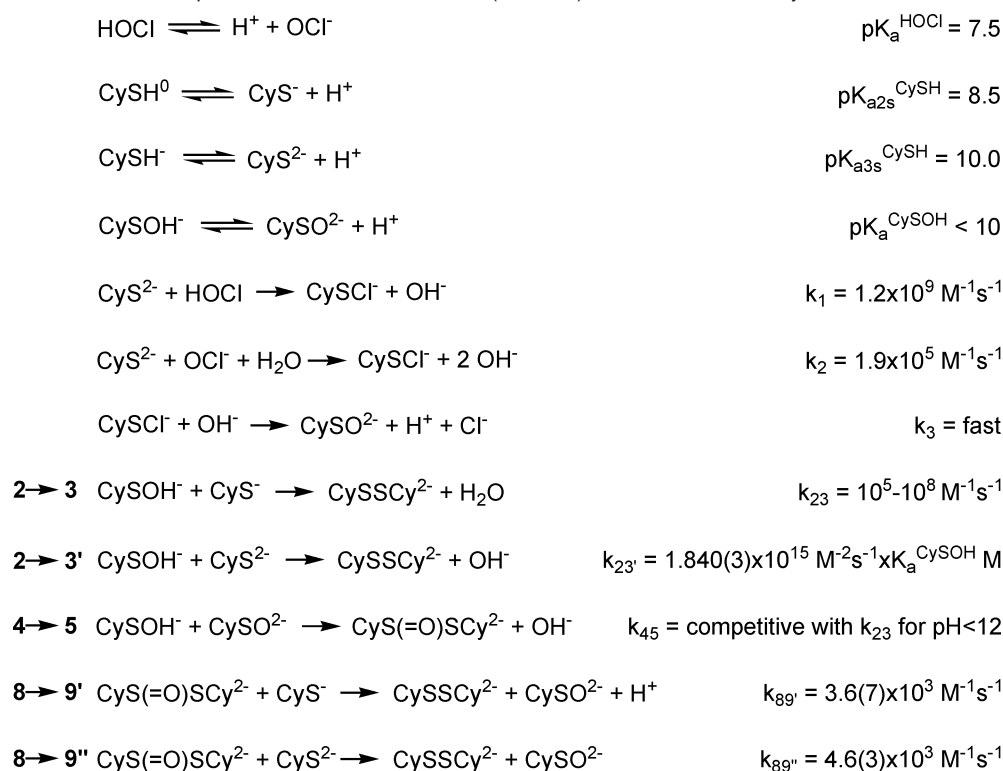 HOCl ⇌ H⁺ + OCl⁻ pKₐ^HOCl = 7.5
CySH⁰ ⇌ CyS⁻ + H⁺ pKₐ₂ₛ^CySH = 8.5
CySH⁻ ⇌ CyS²⁻ + H⁺ pKₐ₃ₛ^CySH = 10.0
CySOH⁻ ⇌ CySO²⁻ + H⁺ pKₐ^CySOH < 10
CyS²⁻ + HOCl → CySCl⁻ + OH⁻ k₁ = 1.2x10⁹ M⁻¹s⁻¹
CyS²⁻ + OCl⁻ + H₂O → CySCl⁻ + 2 OH⁻ k₂ = 1.9x10⁵ M⁻¹s⁻¹
CySCl⁻ + OH⁻ → CySO²⁻ + H⁺ + Cl⁻ k₃ = fast
2→ 3 CySOH⁻ + CyS⁻ → CySSCy²⁻ + H₂O k₂₃ = 10⁵-10⁸ M⁻¹s⁻¹
2→ 3' CySOH⁻ + CyS²⁻ → CySSCy²⁻ + OH⁻ k₂₃' = 1.840(3)x10¹⁵ M⁻²s⁻¹xKₐ^CySOH M
4→ 5 CySOH⁻ + CySO²⁻ → CyS(=O)SCy²⁻ + OH⁻ k₄₅ = competitive with k₂₃ for pH<12
8→ 9' CyS(=O)SCy²⁻ + CyS⁻ → CySSCy²⁻ + CySO²⁻ + H⁺ k₈₉' = 3.6(7)x10³ M⁻¹s⁻¹
8→ 9" CyS(=O)SCy²⁻ + CyS²⁻ → CySSCy²⁻ + CySO²⁻ k₈₉" = 4.6(3)x10³ M⁻¹s⁻¹